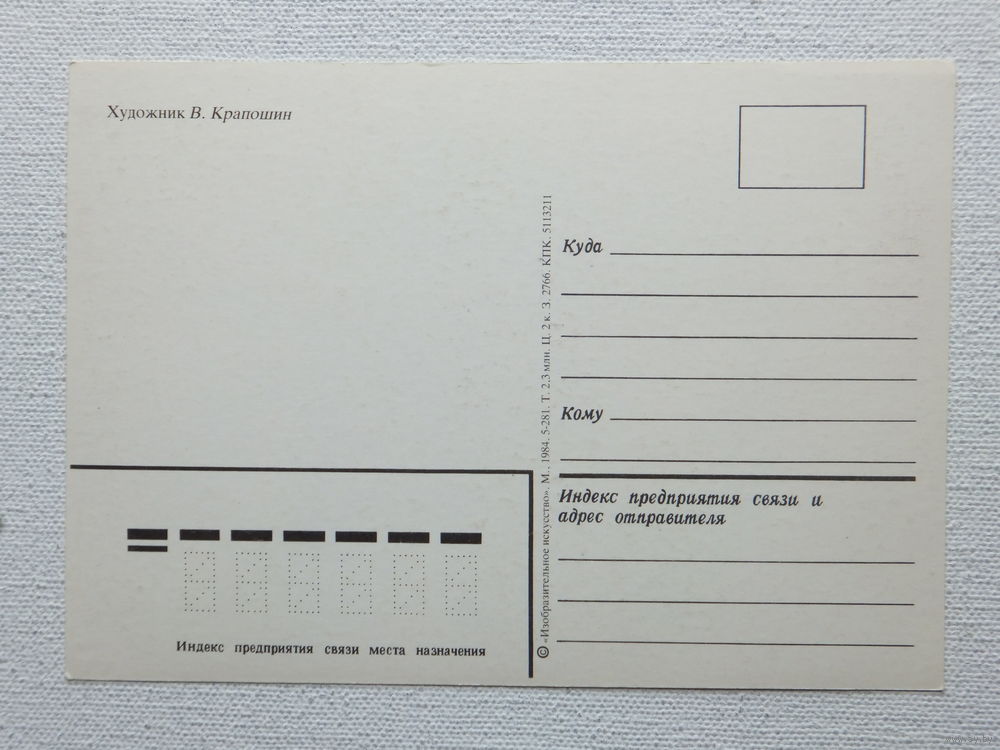 Художник В. Крапошин
Куда
Кому
Индекс предприятия связи и
адрес отправителя
© «Изобразительное искусство». М., 1984. 5-281. Т. 2,3 млн. Ц. 2 к. З. 2766. КПК. 5113211
Индекс предприятия связи места назначения